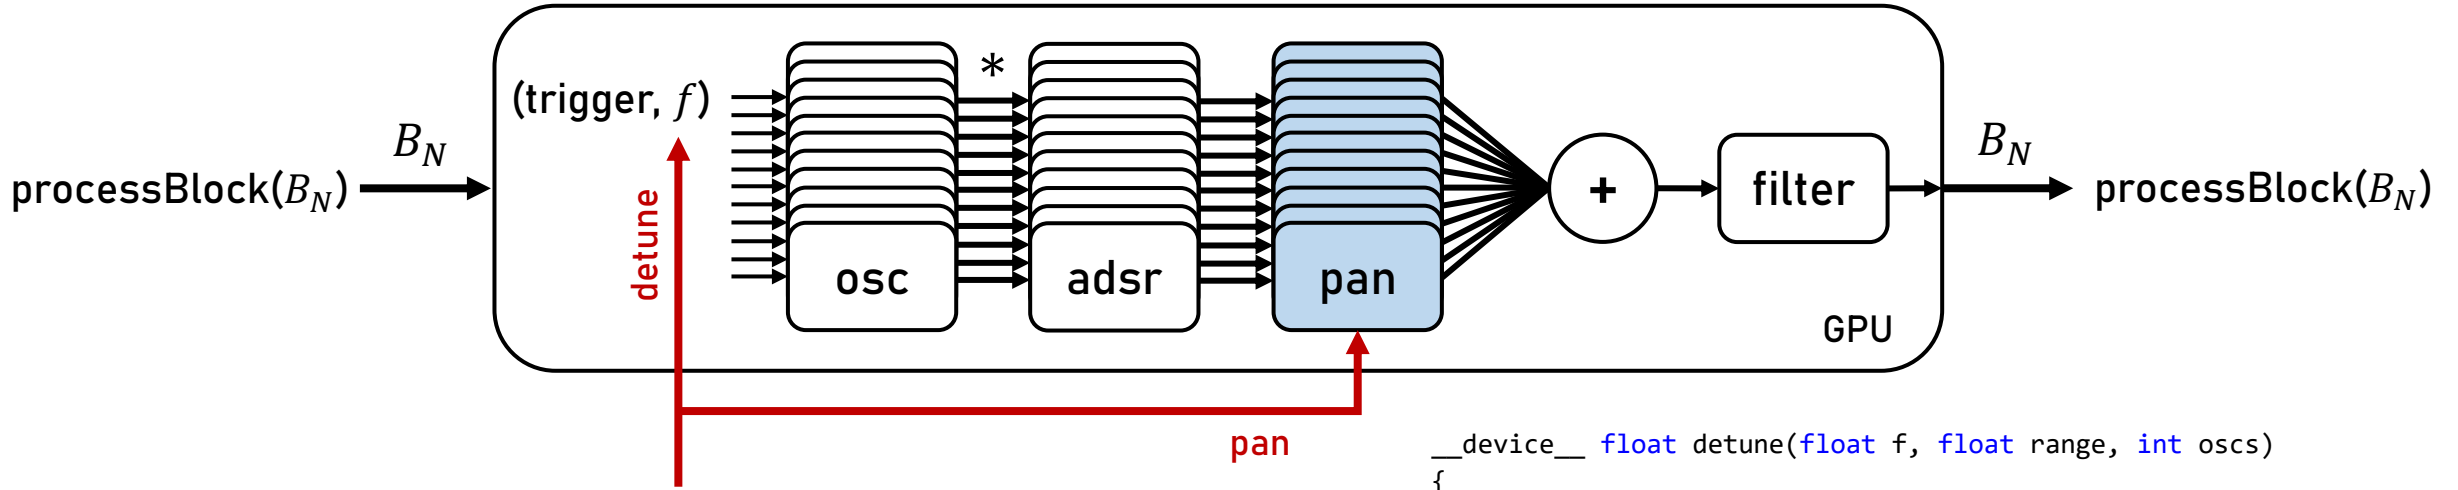 processBlock(B_N)
B_N
(trigger, f)
detune
osc
*
adsr
pan
+
filter
GPU
B_N
processBlock(B_N)
pan
__device__ float detune(float f, float range, int oscs)
{